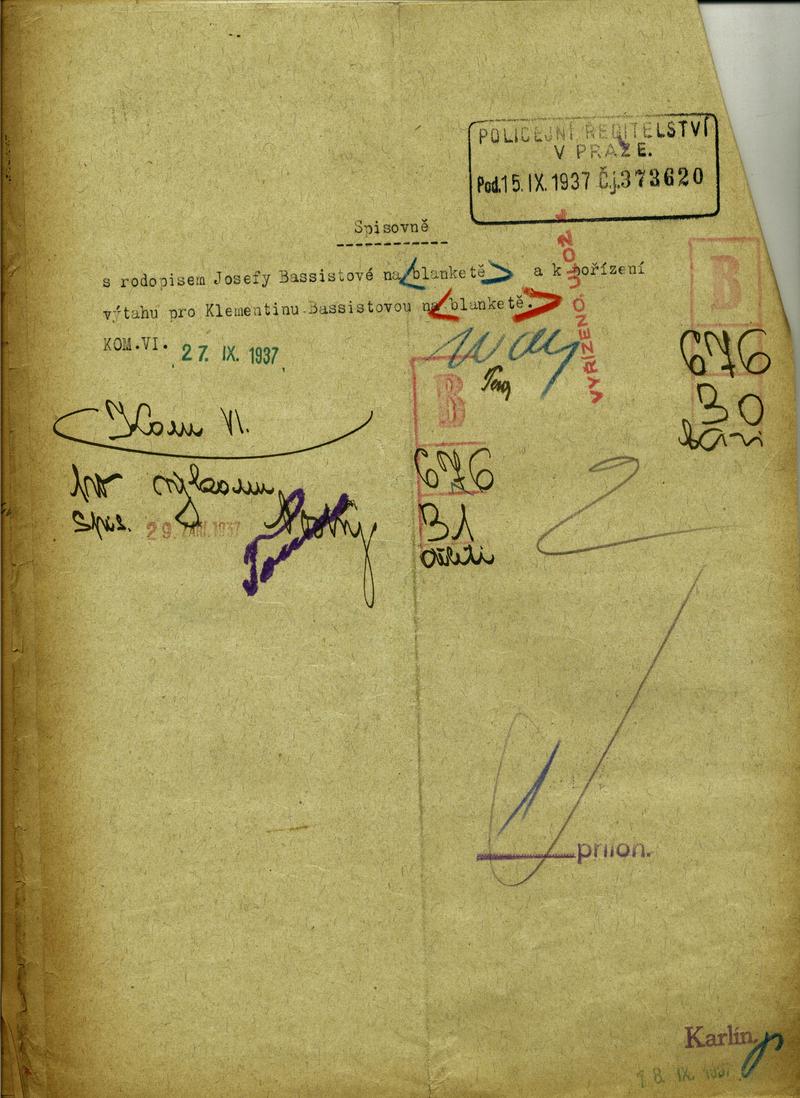 POLICEJNÍ ŘEDITELSTVÍ
V PRAZE.
Pod. 15. IX. 1937 Č.j. 373620
Spisovně
s rodopisem Josefy Bassistové na blanketě a k pořízení
výtahu pro Klementinu Bassistovou na blanketě.
KOM.VI. 27. IX. 1937
VYŘÍZENO. ULOŽ
B
676
30
B
676
31
Kom VI.
Spis.
29. ZÁŘÍ 1937
2
1
příloh.
Karlín
18. IX. 1937